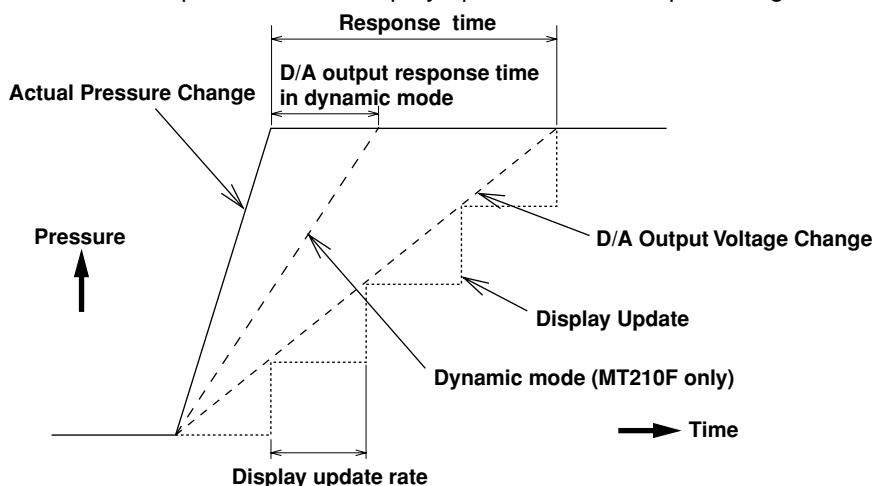 Response time
D/A output response time
in dynamic mode
Actual Pressure Change
Pressure
D/A Output Voltage Change
Display Update
Dynamic mode (MT210F only)
Time
Display update rate